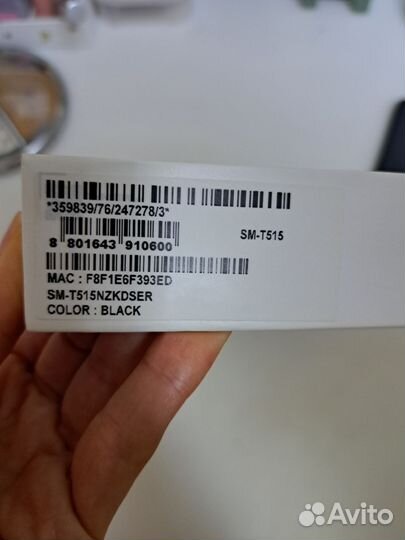 *359839/76/247278/3*
SM-T515
8 801643 910600
MAC : F8F1E6F393ED
SM-T515NZKDSER
COLOR : BLACK
Avito